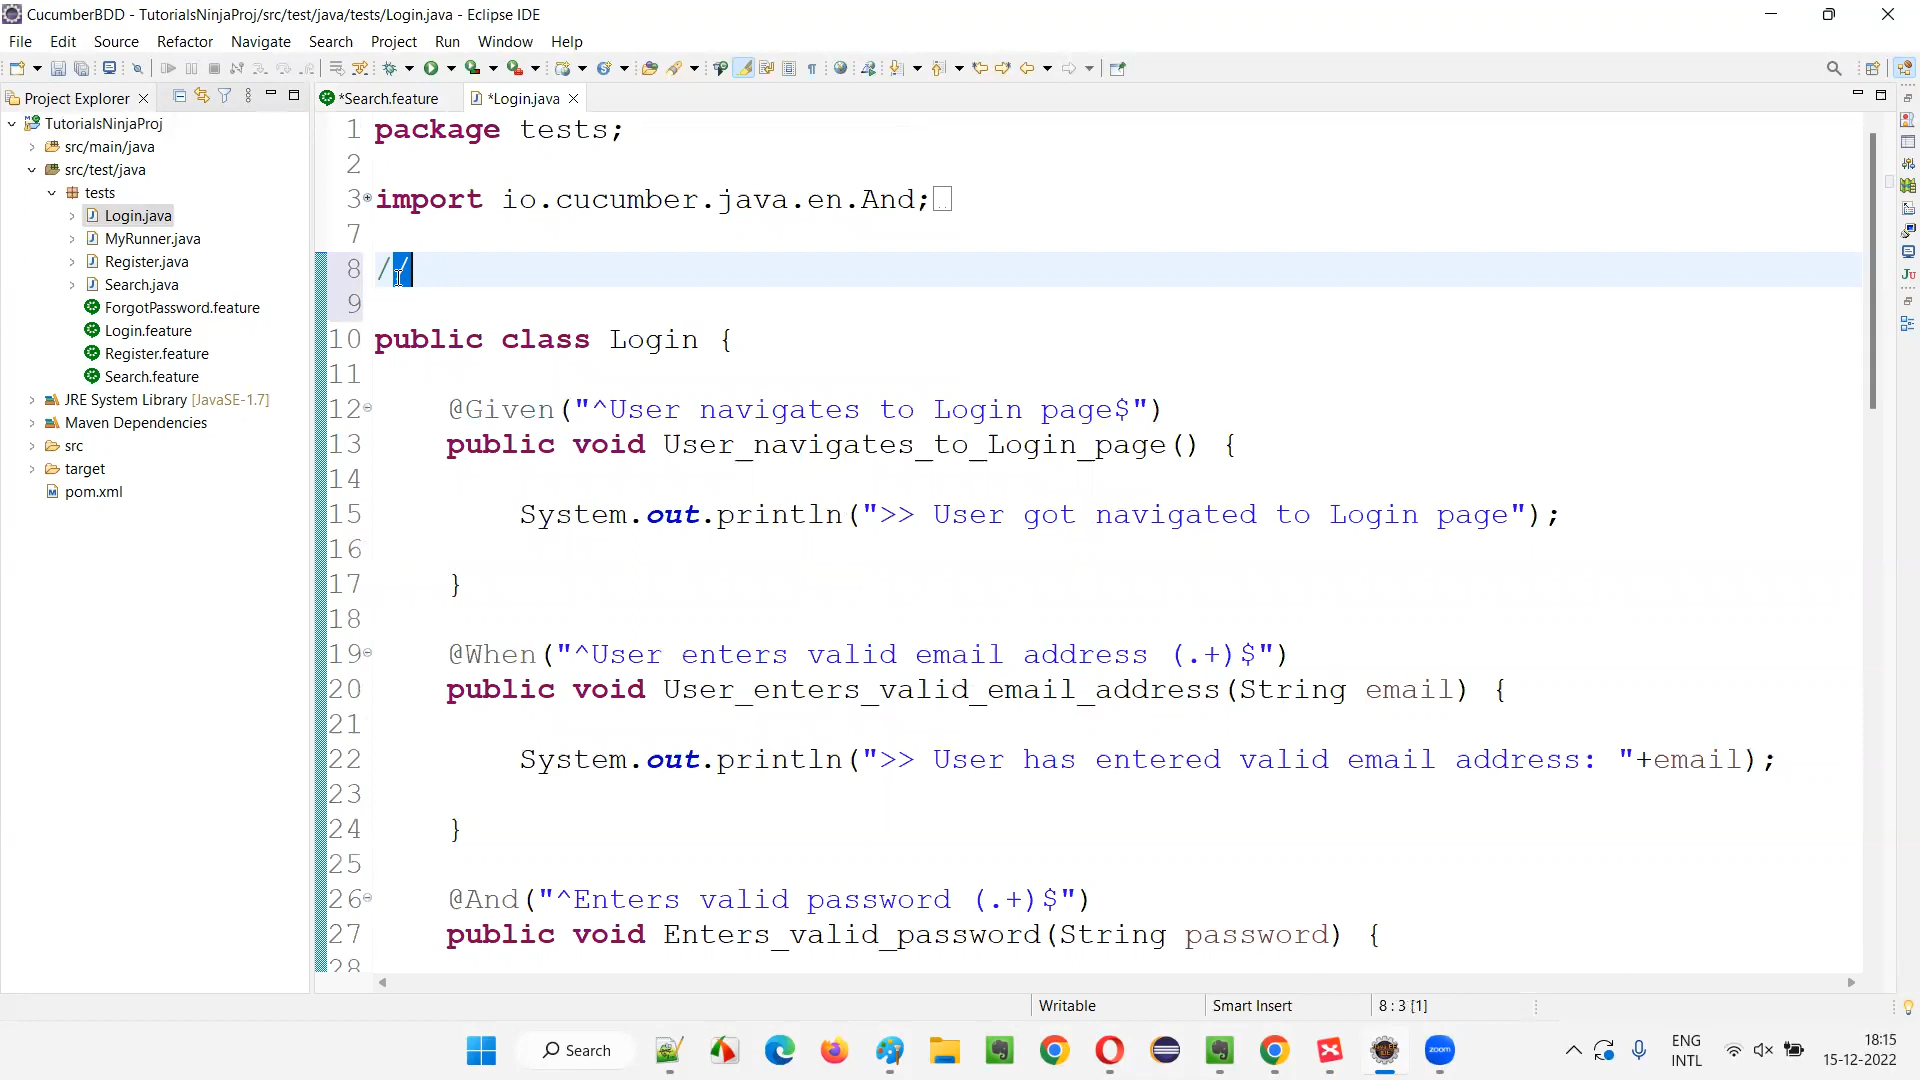 CucumberBDD - TutorialsNinjaProj/src/test/java/tests/Login.java - Eclipse IDE
File Edit Source Refactor Navigate Search Project Run Window Help
Project Explorer
*Search.feature
*Login.java
TutorialsNinjaProj
src/main/java
src/test/java
tests
Login.java
MyRunner.java
Register.java
Search.java
ForgotPassword.feature
Login.feature
Register.feature
Search.feature
JRE System Library [JavaSE-1.7]
Maven Dependencies
src
target
pom.xml
1 package tests;
2
3 import io.cucumber.java.en.And;
7
8 //
9
10 public class Login {
11
12 @Given("^User navigates to Login page$")
13 public void User_navigates_to_Login_page() {
14
15 System.out.println(">> User got navigated to Login page");
16
17 }
18
19 @When("^User enters valid email address (.+)$")
20 public void User_enters_valid_email_address(String email) {
21
22 System.out.println(">> User has entered valid email address: "+email);
23
24 }
25
26 @And("^Enters valid password (.+)$")
27 public void Enters_valid_password(String password) {
28
Writable
Smart Insert
8 : 3 [1]
Search
zoom
ENG
INTL
18:15
15-12-2022